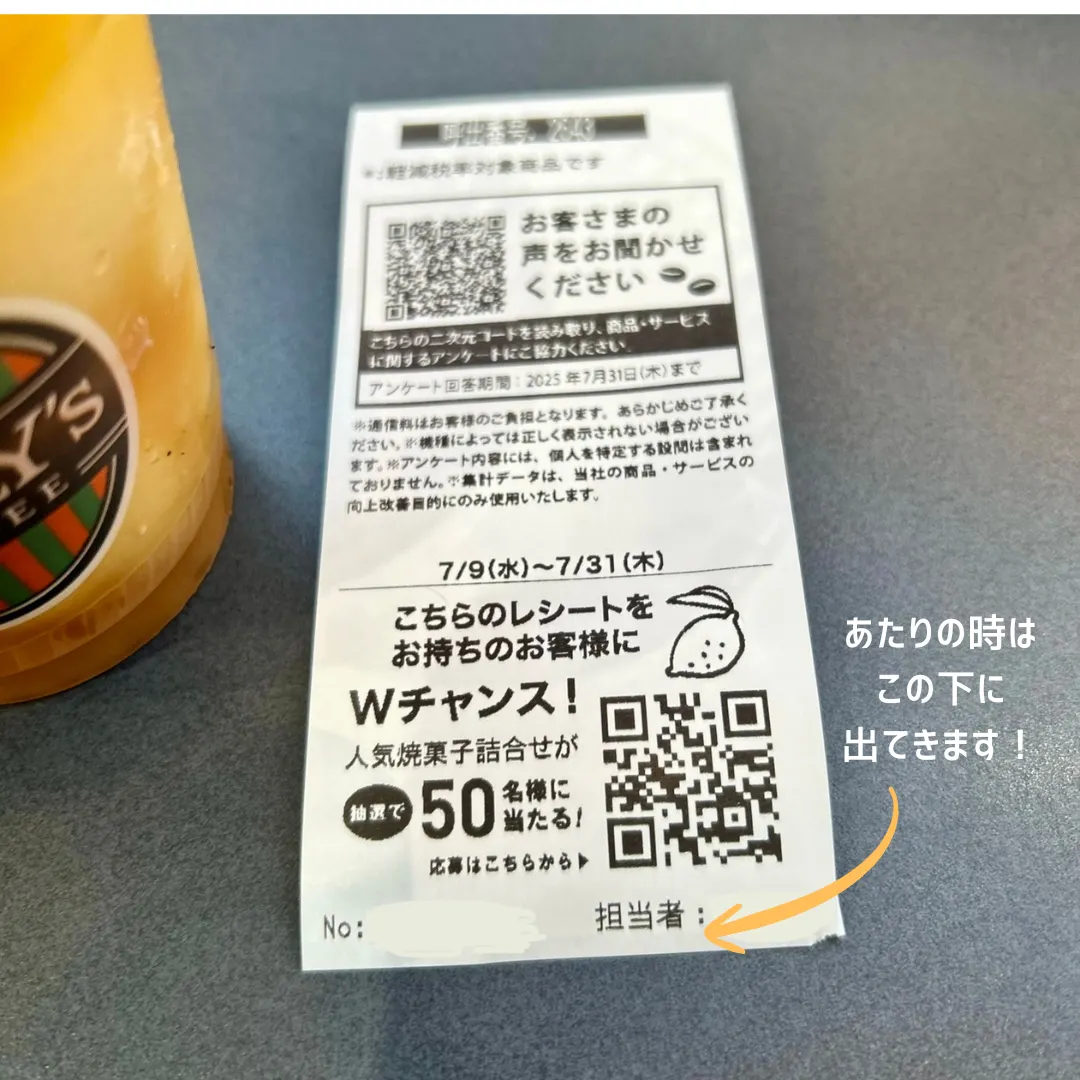 LY'S
FEE
※は軽減税率対象商品です
お客さまの
声をお聞かせ
ください
こちらの二次元コードを読み取り、商品・サービス
に関するアンケートにご協力ください。
アンケート回答期間：2025年7月31日(木)まで
※通信料はお客様のご負担となります。あらかじめご了承く
ださい。※機種によっては正しく表示されない場合がござい
ます。※アンケート内容には、個人を特定する設問は含まれ
ておりません。※集計データは、当社の商品・サービスの
向上改善目的にのみ使用いたします。
7/9(水)～7/31(木)
こちらのレシートを
お持ちのお客様に
Wチャンス！
人気焼菓子詰合せが
抽選で50名様に
当たる！
応募はこちらから▶
No:
担当者：
あたりの時は
この下に
出てきます！